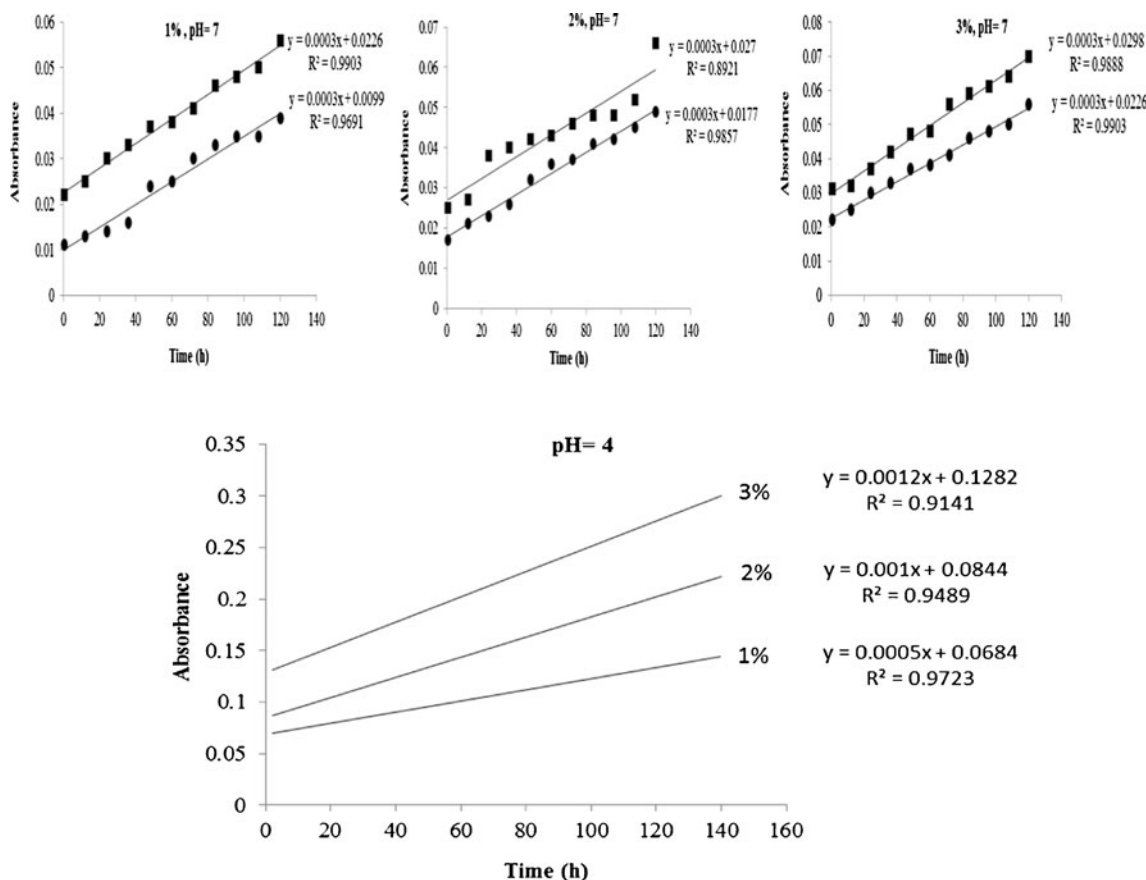 1% , pH= 7
0.06
0.05
0.04
0.03
0.02
0.01
0
Absorbance
y = 0.0003x + 0.0226
R² = 0.9903
y = 0.0003x + 0.0099
R² = 0.9691
0 20 40 60 80 100 120 140
Time (h)
2%, pH= 7
0.07
0.06
0.05
0.04
0.03
0.02
0.01
0
Absorbance
y = 0.0003x + 0.027
R² = 0.8921
y = 0.0003x + 0.0177
R² = 0.9857
0 20 40 60 80 100 120 140
Time (h)
3%, pH= 7
0.08
0.07
0.06
0.05
0.04
0.03
0.02
0.01
0
Absorbance
y = 0.0003x + 0.0298
R² = 0.9888
y = 0.0003x + 0.0226
R² = 0.9903
0 20 40 60 80 100 120 140
Time (h)
pH= 4
0.35
0.3
0.25
0.2
0.15
0.1
0.05
0
Absorbance
3%
y = 0.0012x + 0.1282
R² = 0.9141
2%
y = 0.001x + 0.0844
R² = 0.9489
1%
y = 0.0005x + 0.0684
R² = 0.9723
0 20 40 60 80 100 120 140 160
Time (h)